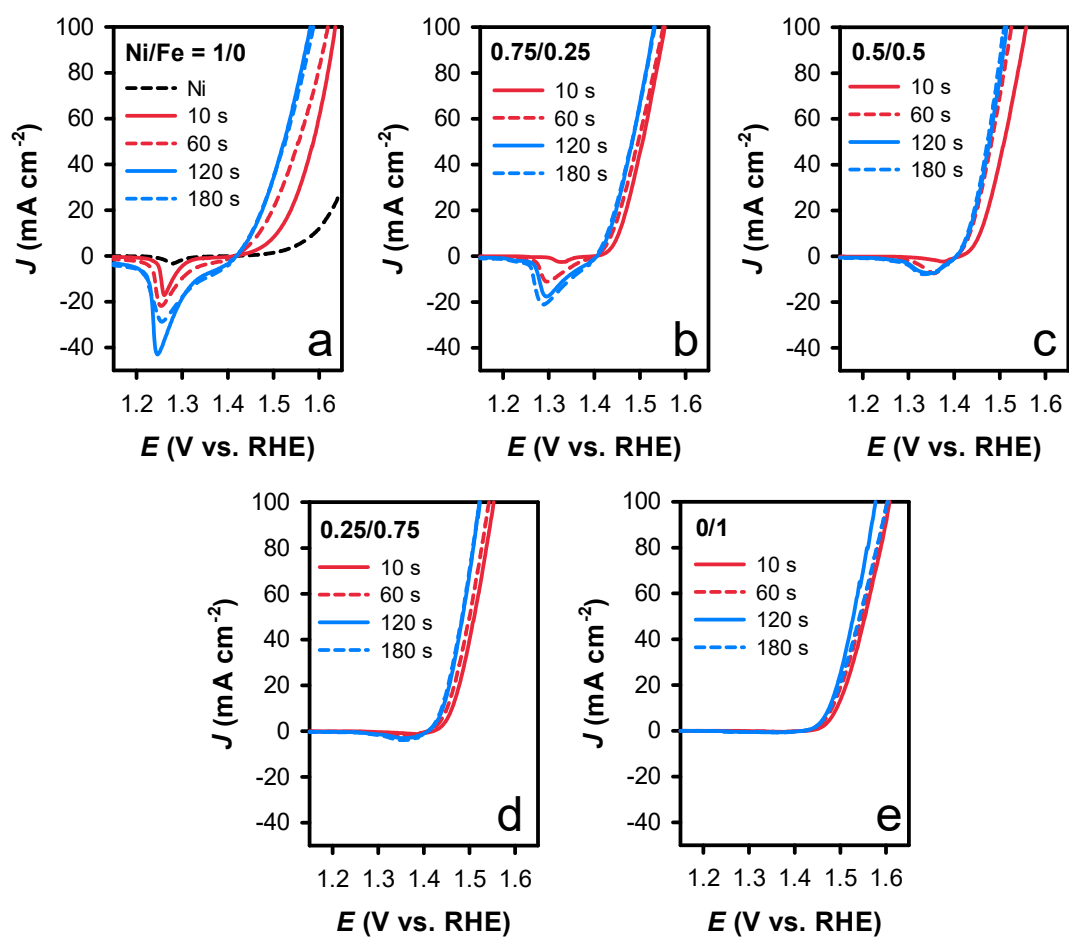 Ni/Fe = 1/0
Ni
10 s
60 s
120 s
180 s
100
80
60
40
20
0
-20
-40
J (mA cm-2)
1.2 1.3 1.4 1.5 1.6
E (V vs. RHE)
a
0.75/0.25
10 s
60 s
120 s
180 s
100
80
60
40
20
0
-20
-40
J (mA cm-2)
1.2 1.3 1.4 1.5 1.6
E (V vs. RHE)
b
0.5/0.5
10 s
60 s
120 s
180 s
100
80
60
40
20
0
-20
-40
J (mA cm-2)
1.2 1.3 1.4 1.5 1.6
E (V vs. RHE)
c
0.25/0.75
10 s
60 s
120 s
180 s
100
80
60
40
20
0
-20
-40
J (mA cm-2)
1.2 1.3 1.4 1.5 1.6
E (V vs. RHE)
d
0/1
10 s
60 s
120 s
180 s
100
80
60
40
20
0
-20
-40
J (mA cm-2)
1.2 1.3 1.4 1.5 1.6
E (V vs. RHE)
e